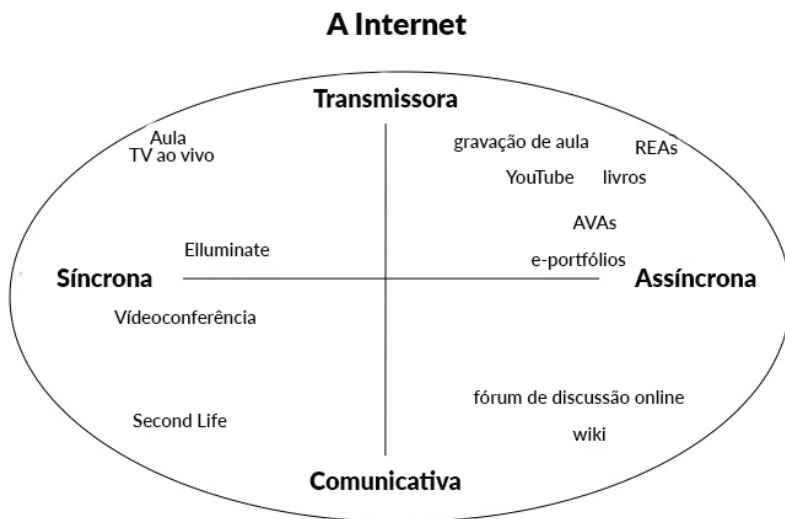 A Internet
Transmissora
Aula
TV ao vivo
gravação de aula
REAs
YouTube
livros
AVAs
Elluminate
e-portfólios
Síncrona
Assíncrona
Vídeoconferência
fórum de discussão online
Second Life
wiki
Comunicativa